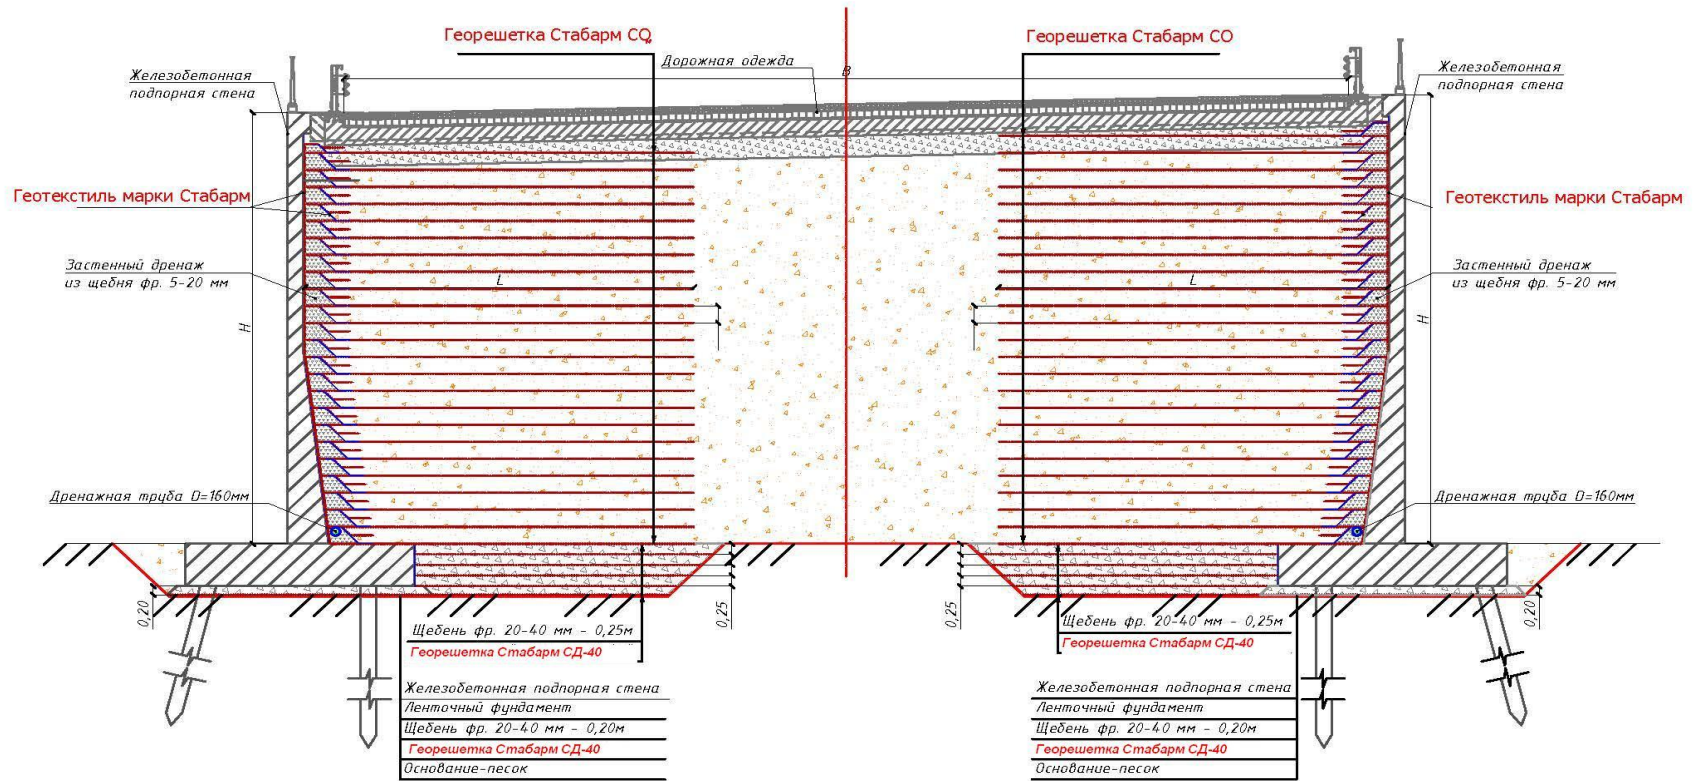 Георешетка Стабарм СО
Георешетка Стабарм СО
Дорожная одежда
В
Железобетонная
подпорная стена
Железобетонная
подпорная стена
Геотекстиль марки Стабарм
Геотекстиль марки Стабарм
Застенный дренаж
из щебня фр. 5-20 мм
Застенный дренаж
из щебня фр. 5-20 мм
L
L
H
H
Дренажная труба D=160мм
Дренажная труба D=160мм
0,20
0,25
0,25
0,20
Щебень фр. 20-40 мм - 0,25м
Георешетка Стабарм СД-40
Щебень фр. 20-40 мм - 0,25м
Георешетка Стабарм СД-40
Железобетонная подпорная стена
Ленточный фундамент
Щебень фр. 20-40 мм - 0,20м
Георешетка Стабарм СД-40
Основание-песок
Железобетонная подпорная стена
Ленточный фундамент
Щебень фр. 20-40 мм - 0,20м
Георешетка Стабарм СД-40
Основание-песок